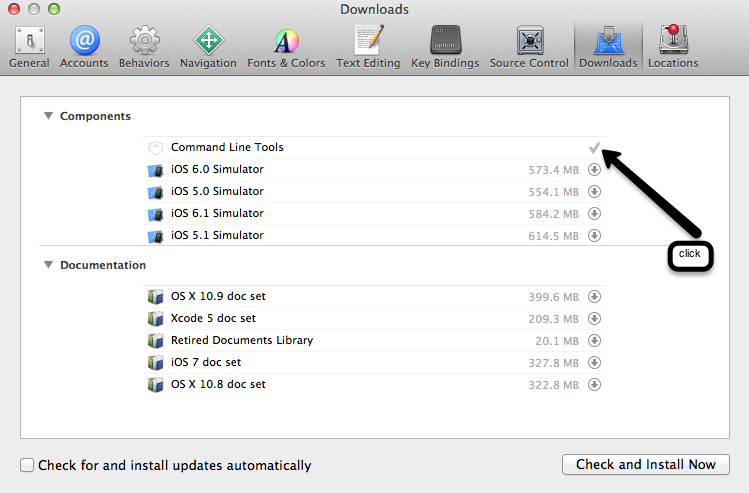 Downloads
General Accounts Behaviors Navigation Fonts & Colors Text Editing Key Bindings Source Control Downloads Locations
Components
Command Line Tools
iOS 6.0 Simulator 573.4 MB
iOS 5.0 Simulator 554.1 MB
iOS 6.1 Simulator 584.2 MB
iOS 5.1 Simulator 614.5 MB
click
Documentation
OS X 10.9 doc set 399.6 MB
Xcode 5 doc set 209.3 MB
Retired Documents Library 20.1 MB
iOS 7 doc set 327.8 MB
OS X 10.8 doc set 322.8 MB
Check for and install updates automatically Check and Install Now